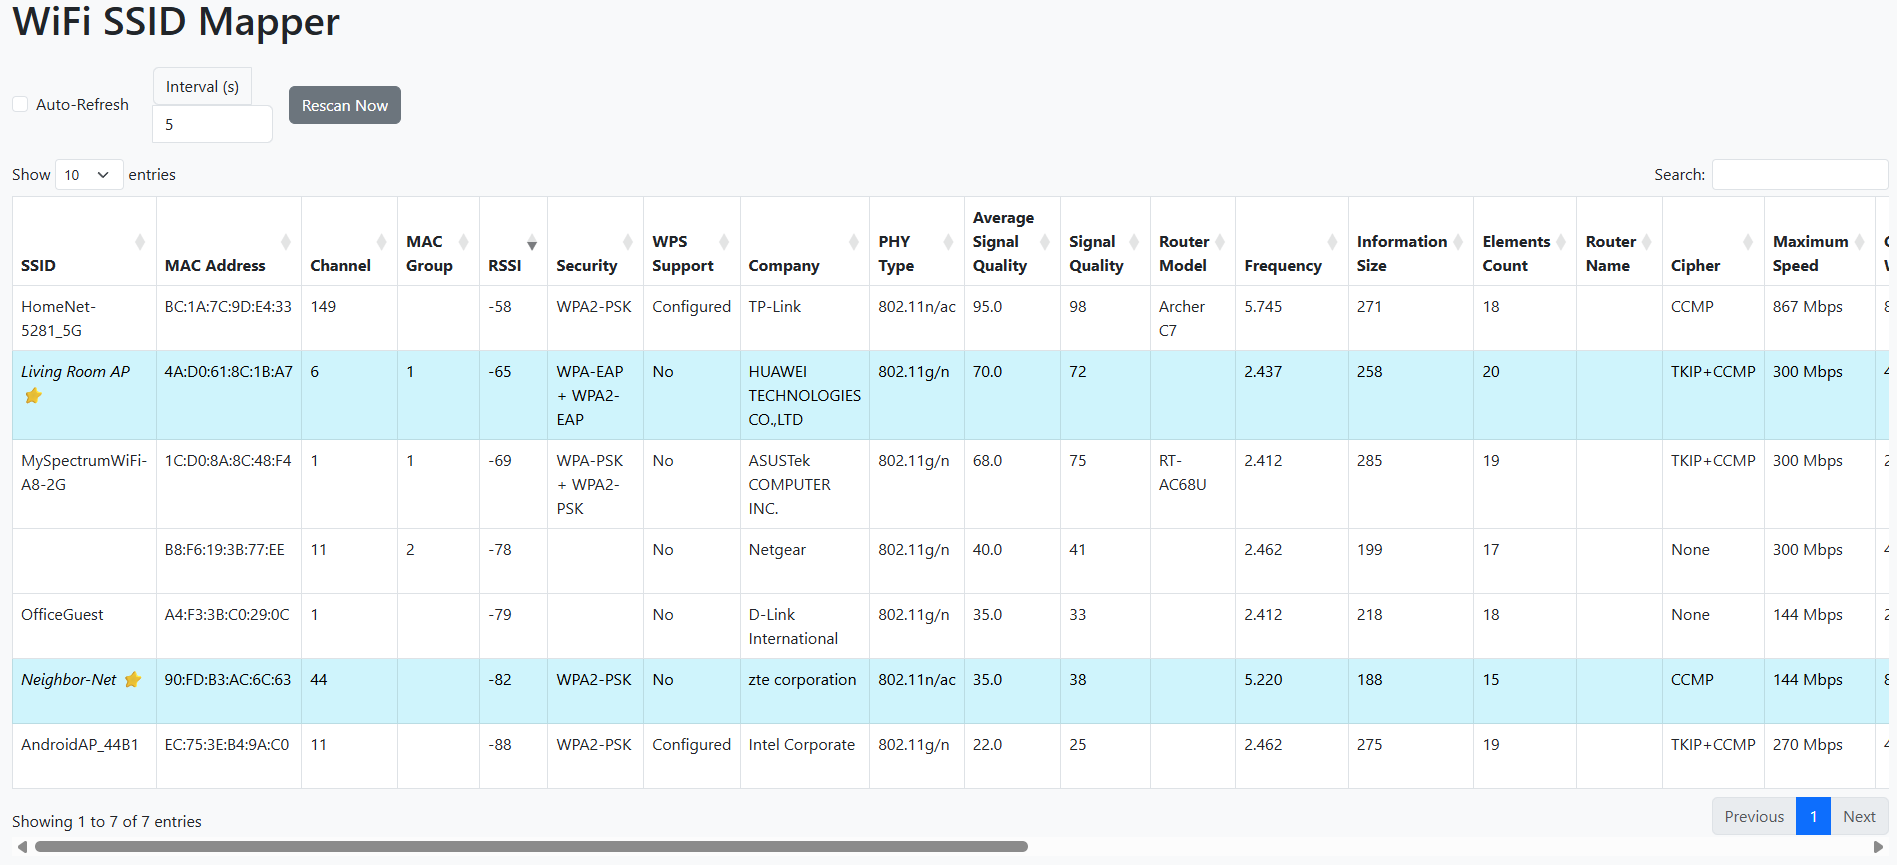 WiFi SSID Mapper
Auto-Refresh
Interval (s)
5
Rescan Now
Show 10 entries
Search:
SSID
MAC Address
Channel
MAC Group
RSSI
Security
WPS Support
Company
PHY Type
Average Signal Quality
Signal Quality
Router Model
Frequency
Information Size
Elements Count
Router Name
Cipher
Maximum Speed
HomeNet-5281_5G BC:1A:7C:9D:E4:33 149 -58 WPA2-PSK Configured TP-Link 802.11n/ac 95.0 98 Archer C7 5.745 271 18 CCMP 867 Mbps
Living Room AP 4A:D0:61:8C:1B:A7 6 1 -65 WPA-EAP + WPA2-EAP No HUAWEI TECHNOLOGIES CO.,LTD 802.11g/n 70.0 72 2.437 258 20 TKIP+CCMP 300 Mbps
MySpectrumWiFi-A8-2G 1C:D0:8A:8C:48:F4 1 1 -69 WPA-PSK + WPA2-PSK No ASUSTek COMPUTER INC. 802.11g/n 68.0 75 RT-AC68U 2.412 285 19 TKIP+CCMP 300 Mbps
B8:F6:19:3B:77:EE 11 2 -78 No Netgear 802.11g/n 40.0 41 2.462 199 17 None 300 Mbps
OfficeGuest A4:F3:3B:C0:29:0C 1 -79 No D-Link International 802.11g/n 35.0 33 2.412 218 18 None 144 Mbps
Neighbor-Net 90:FD:B3:AC:6C:63 44 -82 WPA2-PSK No zte corporation 802.11n/ac 35.0 38 5.220 188 15 CCMP 144 Mbps
AndroidAP_44B1 EC:75:3E:B4:9A:C0 11 -88 WPA2-PSK Configured Intel Corporate 802.11g/n 22.0 25 2.462 275 19 TKIP+CCMP 270 Mbps
Showing 1 to 7 of 7 entries
Previous 1 Next